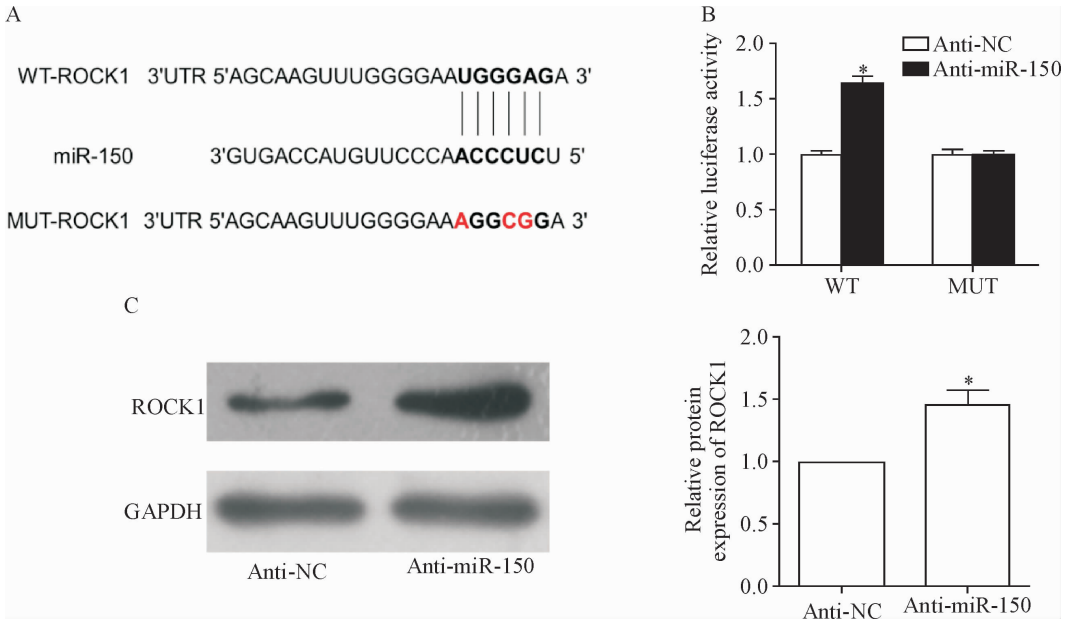 A
WT-ROCK1 3'UTR 5'AGCAAGUUUGGGGAAUGGGAGA 3'
miR-150 3'GUGACCAUGUUCCCAACCCUCU 5'
MUT-ROCK1 3'UTR 5'AGCAAGUUUGGGGAAAGGCGGA 3'
B
Relative luciferase activity
2.0
1.5
1.0
0.5
0.0
Anti-NC
Anti-miR-150
*
WT
MUT
C
ROCK1
GAPDH
Anti-NC
Anti-miR-150
Relative protein
expression of ROCK1
2.0
1.5
1.0
0.5
0.0
*
Anti-NC
Anti-miR-150